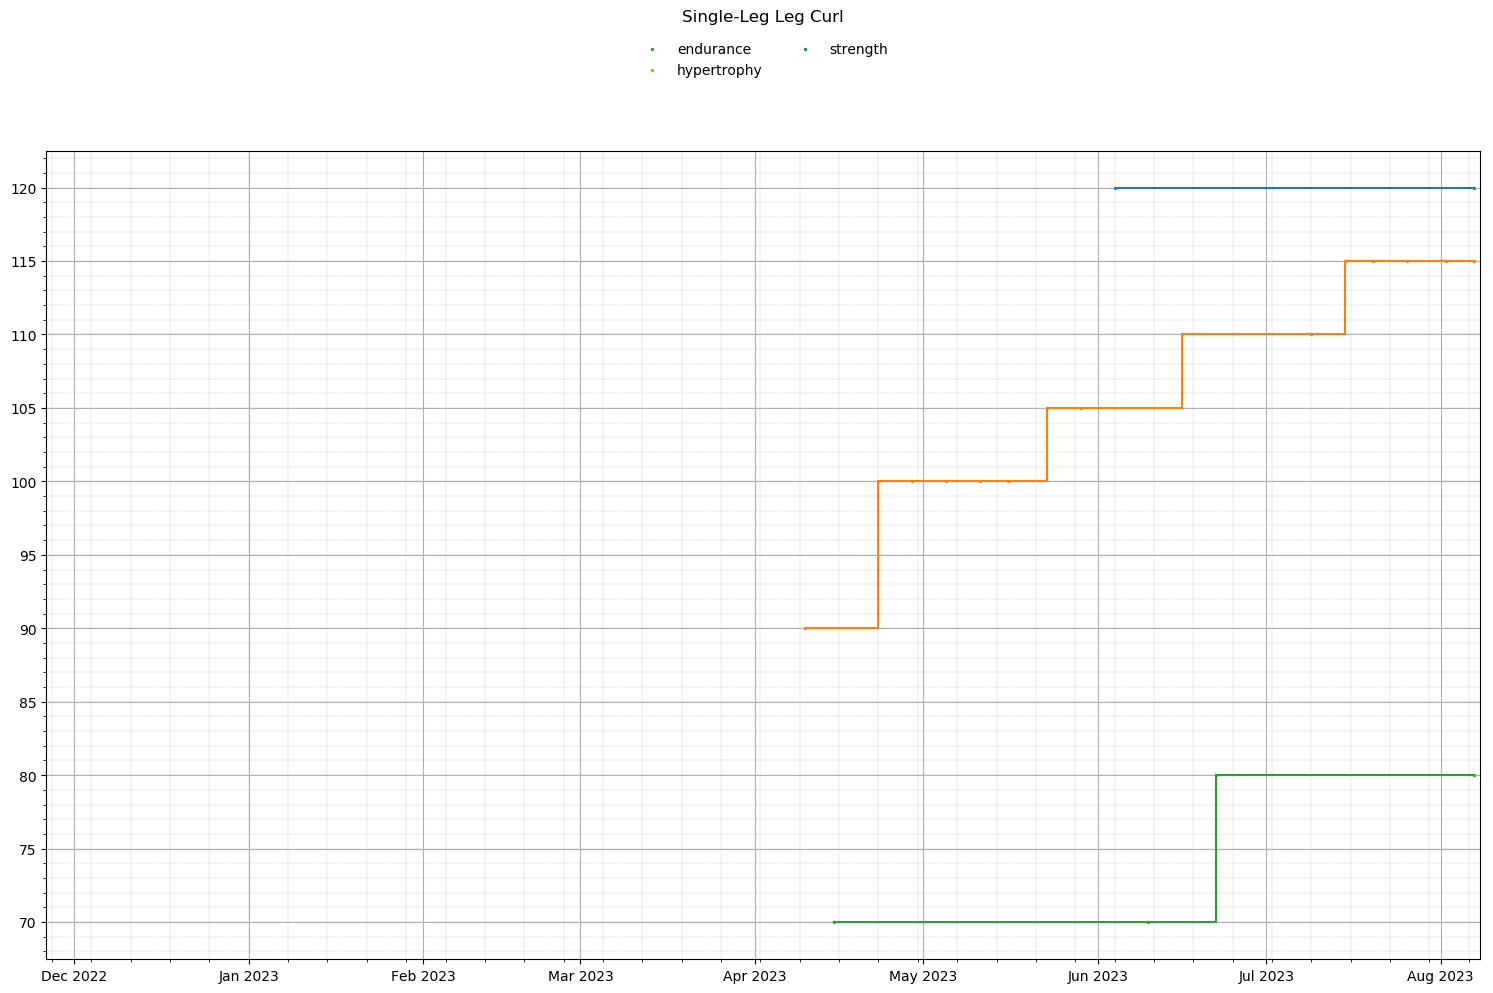 Single-Leg Leg Curl
endurance
hypertrophy
strength
120
115
110
105
100
95
90
85
80
75
70
Dec 2022
Jan 2023
Feb 2023
Mar 2023
Apr 2023
May 2023
Jun 2023
Jul 2023
Aug 2023